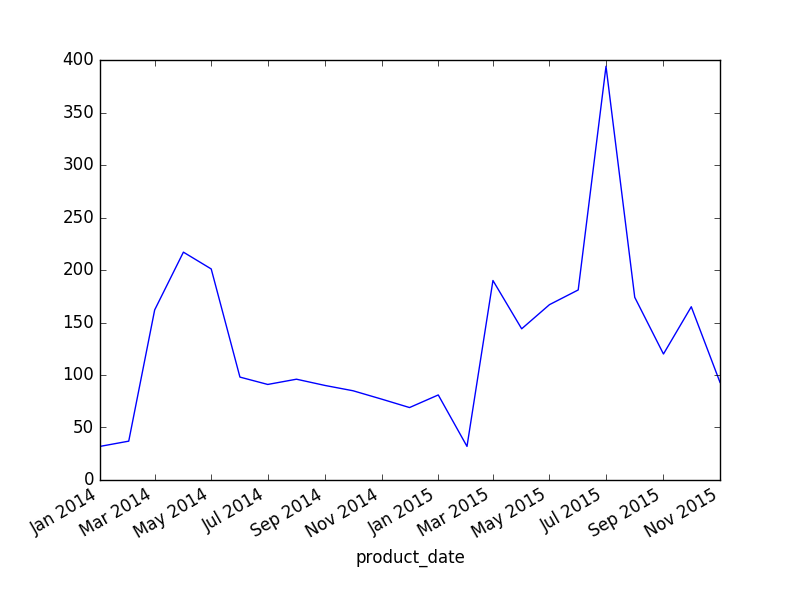 400
350
300
250
200
150
100
50
0
Jan 2014
Mar 2014
May 2014
Jul 2014
Sep 2014
Nov 2014
Jan 2015
Mar 2015
May 2015
Jul 2015
Sep 2015
Nov 2015
product_date